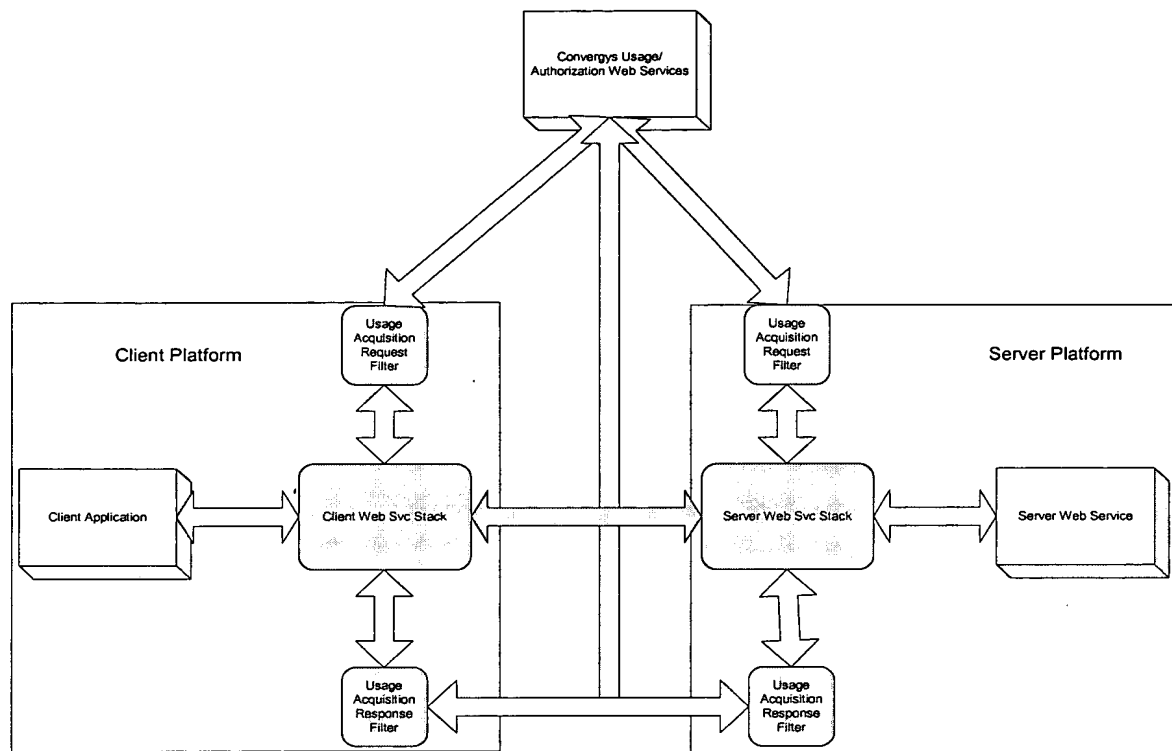 Convergys Usage/
Authorization Web Services
Usage
Acquisition
Request
Filter
Client Platform
Usage
Acquisition
Request
Filter
Server Platform
Client Application
Client Web Svc Stack
Server Web Svc Stack
Server Web Service
Usage
Acquisition
Response
Filter
Usage
Acquisition
Response
Filter